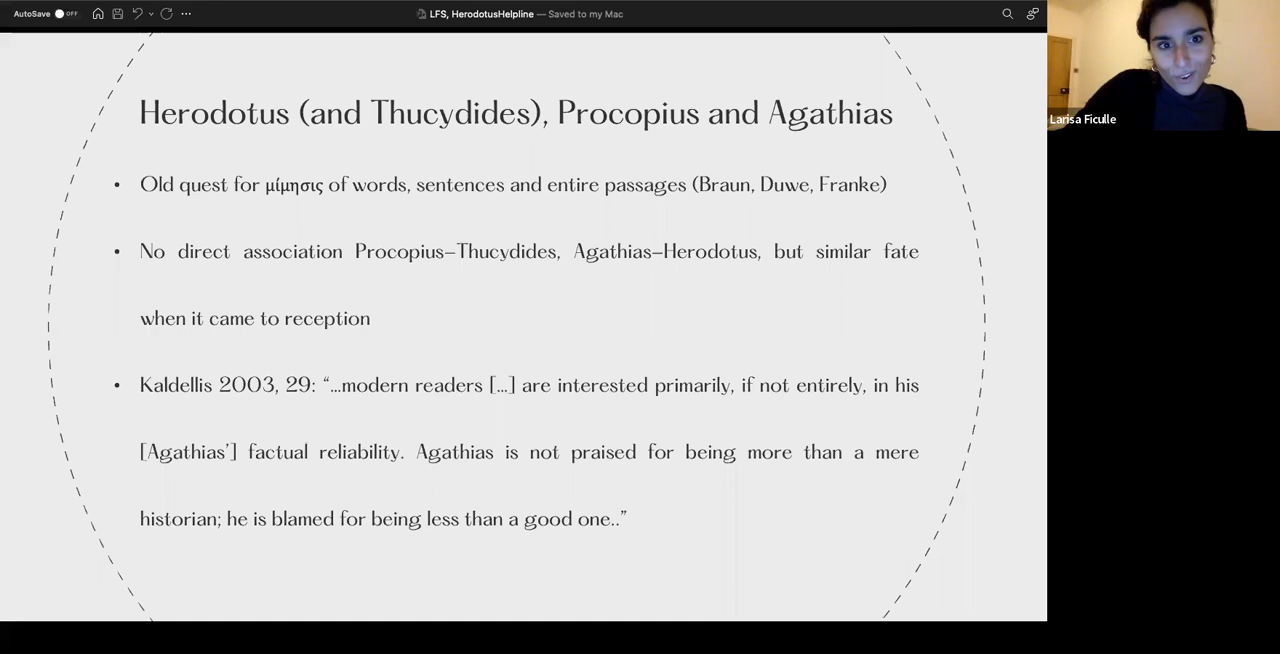 AutoSave OFF
LFS, HerodotusHelpline — Saved to my Mac
Larisa Ficulle
Herodotus (and Thucydides), Procopius and Agathias
• Old quest for μίμησις of words, sentences and entire passages (Braun, Duwe, Franke)
• No direct association Procopius–Thucydides, Agathias–Herodotus, but similar fate
when it came to reception
• Kaldellis 2003, 29: “...modern readers [...] are interested primarily, if not entirely, in his
[Agathias’] factual reliability. Agathias is not praised for being more than a mere
historian; he is blamed for being less than a good one..”